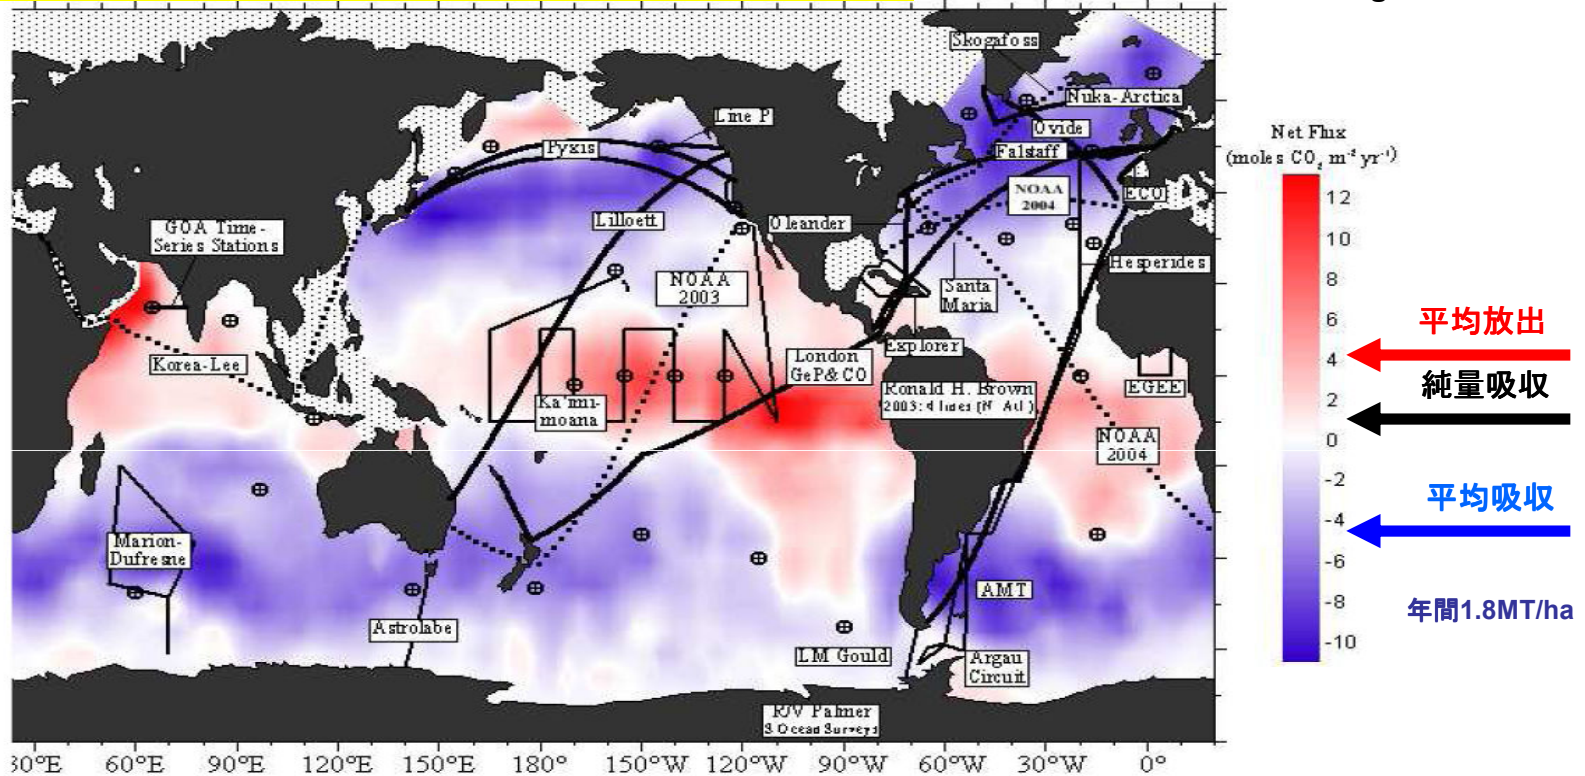 Skogafoss
Nuka-Arctica
Line P
Ovide
Pyxis
Falstaff
NOAA
2004
ECO
Lilloett
Oleander
GOA Time-
Series Stations
Hesperides
NOAA
2003
Santa
Maria
Korea-Lee
Explorer
London
GeP&CO
Ka'imi-
moana
Ronald H. Brown
2003: 4 lines (N Atl)
EGEE
NOAA
2004
Marion-
Dufresne
AMT
Astrolabe
LM Gould
Argau
Circuit
R/V Palmer
S Ocean Surveys
30°E 60°E 90°E 120°E 150°E 180° 150°W 120°W 90°W 60°W 30°W 0°
Net Flux
(moles CO₂ m⁻² yr⁻¹)
12
10
8
6
4
2
0
-2
-4
-6
-8
-10
平均放出
純量吸収
平均吸収
年間1.8MT/ha